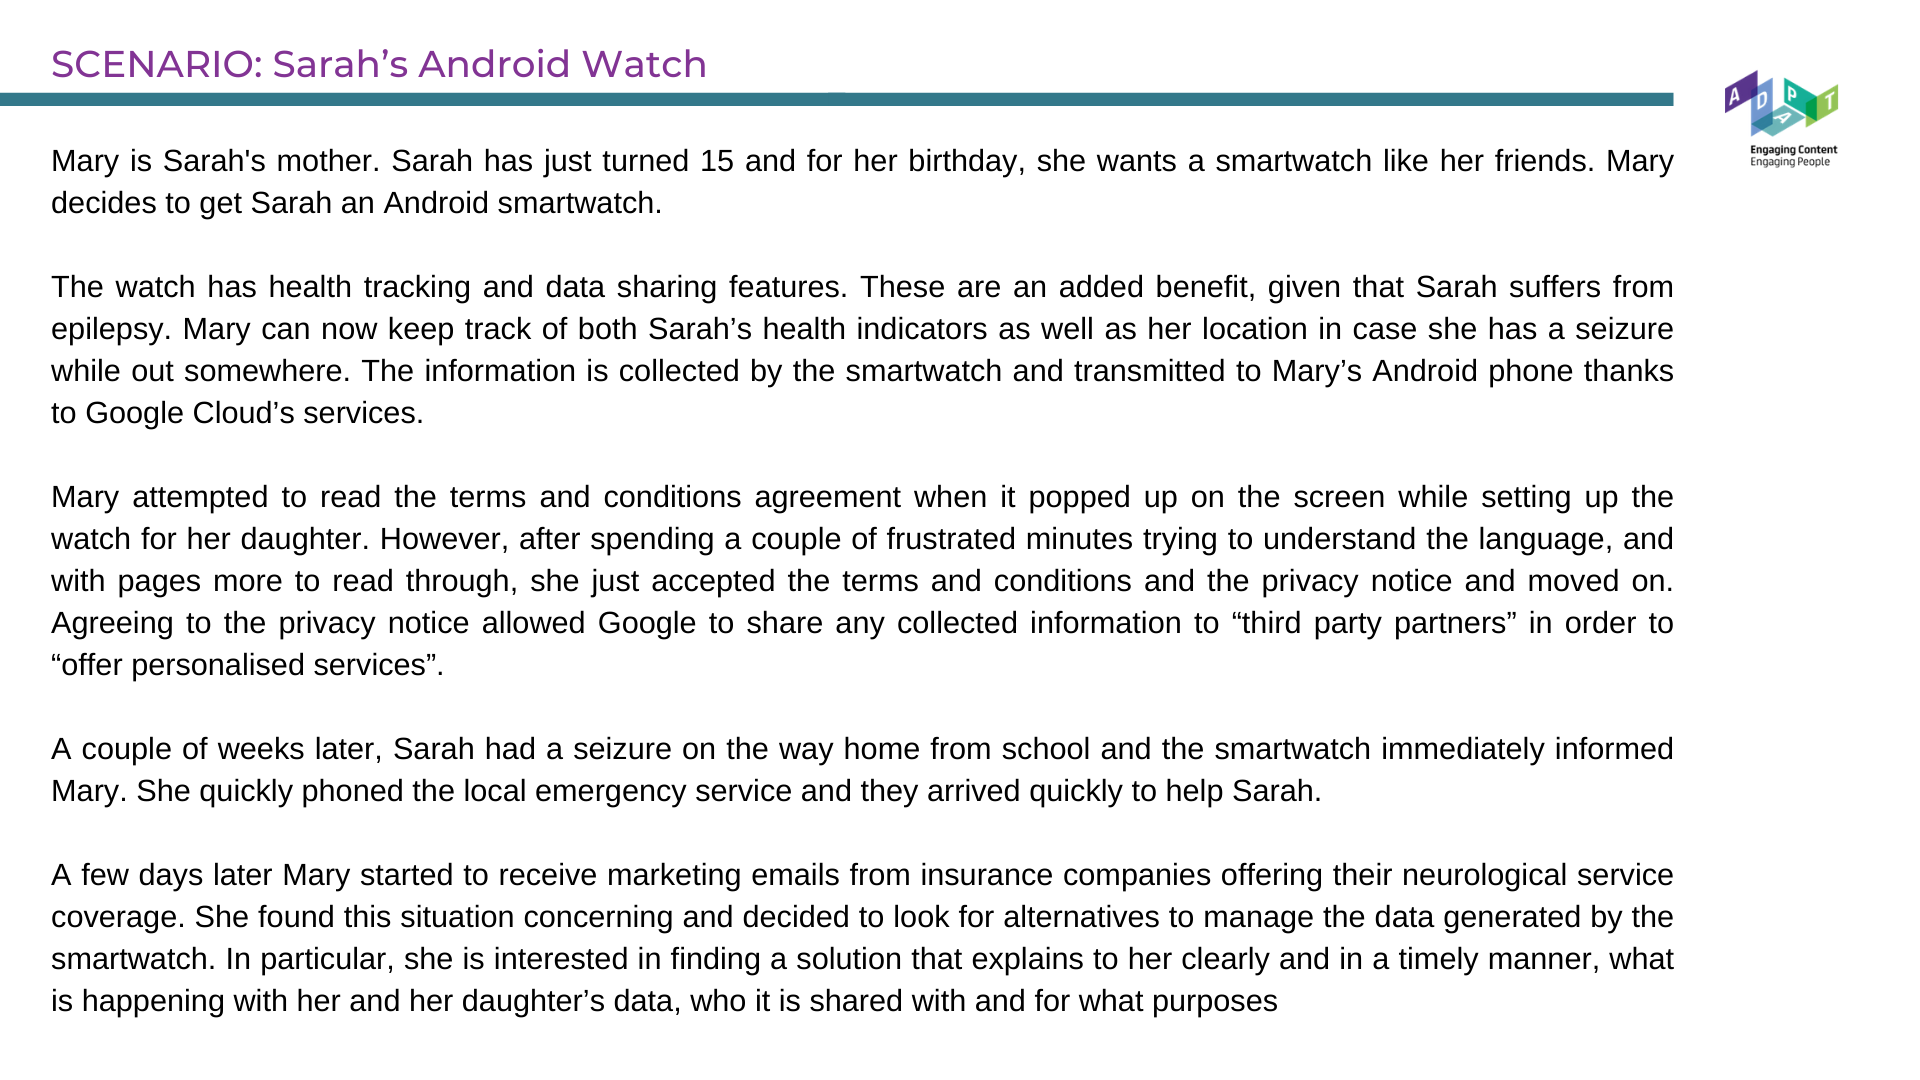 SCENARIO: Sarah’s Android Watch
A
D
P
A
T
Engaging Content
Engaging People
Mary is Sarah's mother. Sarah has just turned 15 and for her birthday, she wants a smartwatch like her friends. Mary
decides to get Sarah an Android smartwatch.
The watch has health tracking and data sharing features. These are an added benefit, given that Sarah suffers from
epilepsy. Mary can now keep track of both Sarah’s health indicators as well as her location in case she has a seizure
while out somewhere. The information is collected by the smartwatch and transmitted to Mary’s Android phone thanks
to Google Cloud’s services.
Mary attempted to read the terms and conditions agreement when it popped up on the screen while setting up the
watch for her daughter. However, after spending a couple of frustrated minutes trying to understand the language, and
with pages more to read through, she just accepted the terms and conditions and the privacy notice and moved on.
Agreeing to the privacy notice allowed Google to share any collected information to “third party partners” in order to
“offer personalised services”.
A couple of weeks later, Sarah had a seizure on the way home from school and the smartwatch immediately informed
Mary. She quickly phoned the local emergency service and they arrived quickly to help Sarah.
A few days later Mary started to receive marketing emails from insurance companies offering their neurological service
coverage. She found this situation concerning and decided to look for alternatives to manage the data generated by the
smartwatch. In particular, she is interested in finding a solution that explains to her clearly and in a timely manner, what
is happening with her and her daughter’s data, who it is shared with and for what purposes